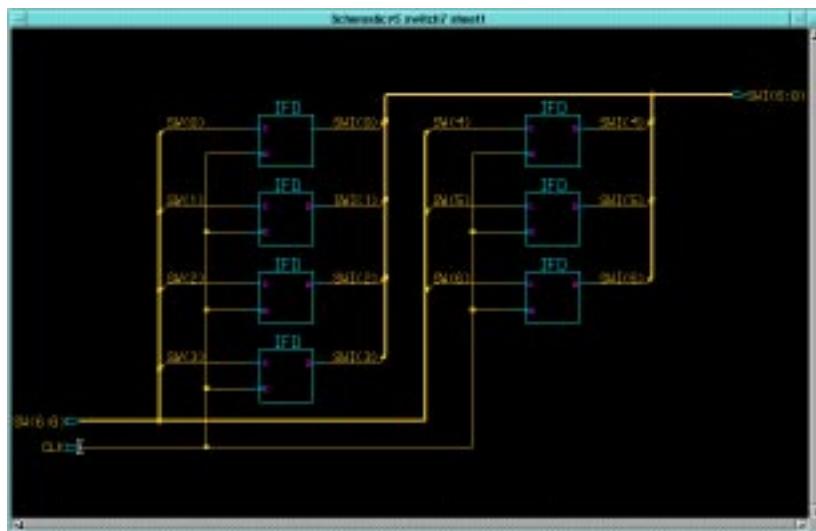 Schematic#5 switch7 sheet1
IFD IFD
SWI(6:0)
SW(0) SWI(0) SW(4) SWI(4)
IFD IFD
SW(1) SWI(1) SW(5) SWI(5)
IFD IFD
SW(2) SWI(2) SW(6) SWI(6)
IFD
SW(3) SWI(3)
SW(6:0)
CLK